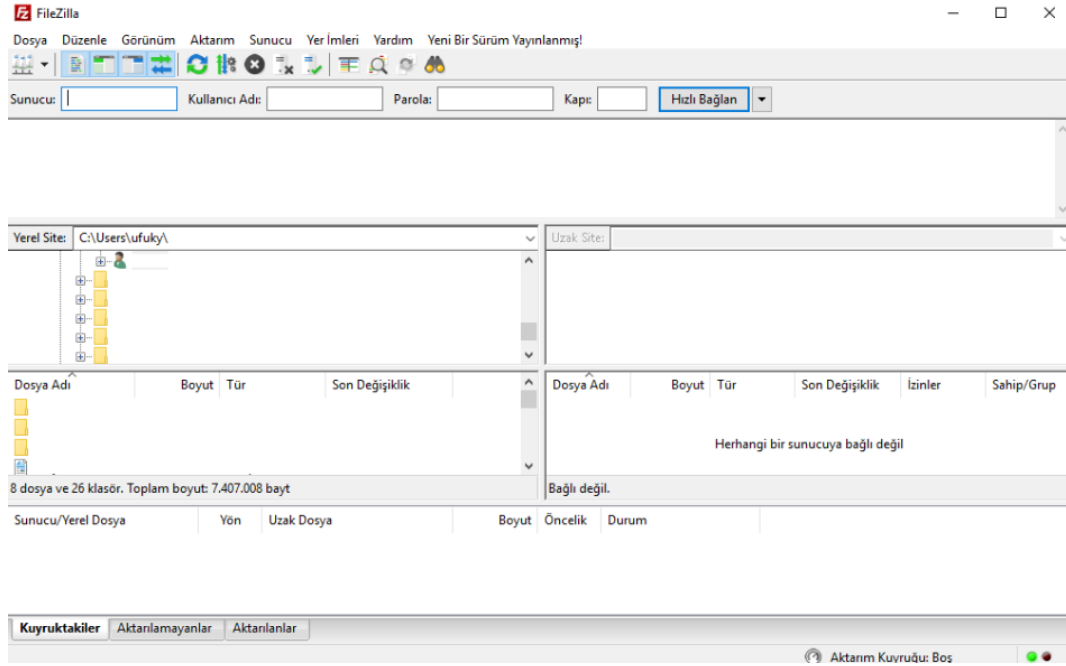 FileZilla
Dosya Düzenle Görünüm Aktarım Sunucu Yer İmleri Yardım Yeni Bir Sürüm Yayınlanmış!
Sunucu: Kullanıcı Adı: Parola: Kapı: Hızlı Bağlan
Yerel Site: C:\Users\ufuky\ Uzak Site:
Dosya Adı Boyut Tür Son Değişiklik Dosya Adı Boyut Tür Son Değişiklik İzinler Sahip/Grup
Herhangi bir sunucuya bağlı değil
8 dosya ve 26 klasör. Toplam boyut: 7.407.008 bayt Bağlı değil.
Sunucu/Yerel Dosya Yön Uzak Dosya Boyut Öncelik Durum
Kuyruktakiler Aktarılamayanlar Aktarılanlar
Aktarım Kuyruğu: Boş